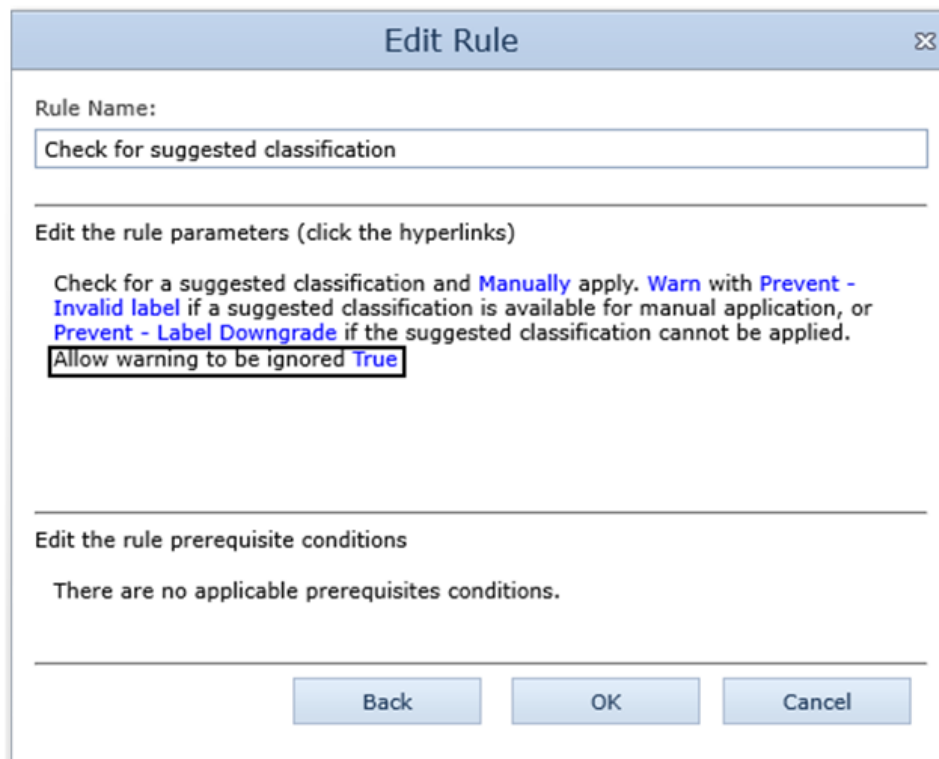 Edit Rule
Rule Name:
Check for suggested classification
Edit the rule parameters (click the hyperlinks)
Check for a suggested classification and Manually apply. Warn with Prevent -
Invalid label if a suggested classification is available for manual application, or
Prevent - Label Downgrade if the suggested classification cannot be applied.
Allow warning to be ignored True
Edit the rule prerequisite conditions
There are no applicable prerequisites conditions.
Back OK Cancel